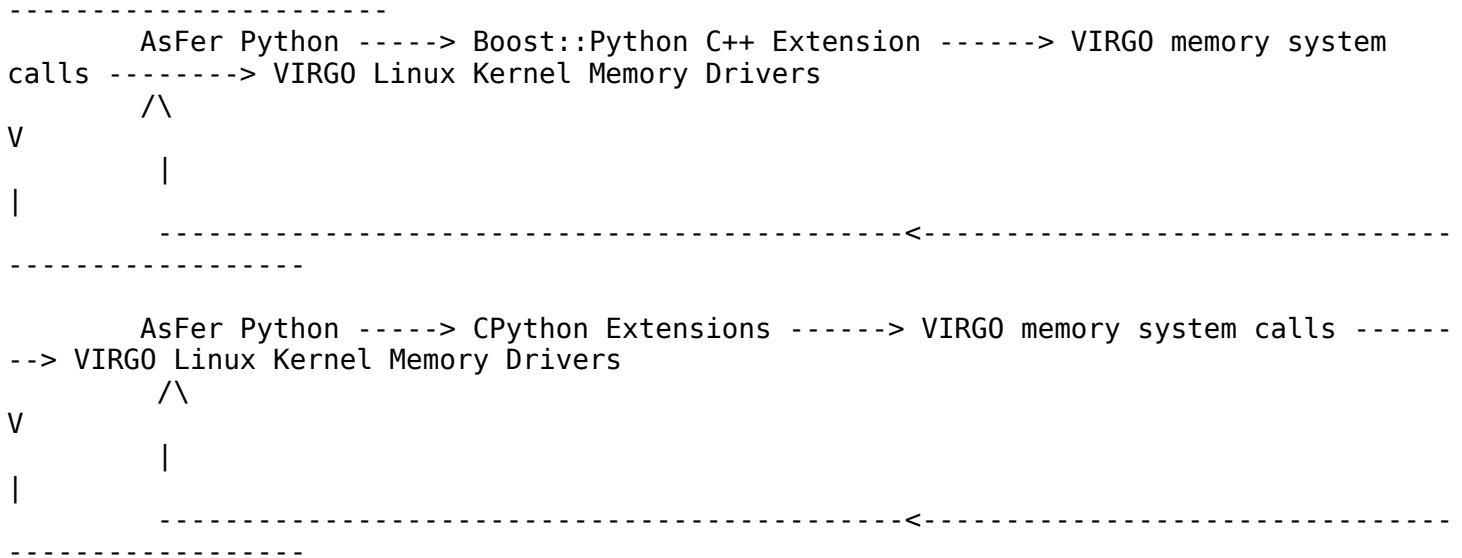 -----------------------
        AsFer Python -----> Boost::Python C++ Extension ------> VIRGO memory system
calls --------> VIRGO Linux Kernel Memory Drivers
        /\
V
         |
|
         ---------------------------------------------<--------------------------------
------------------
        AsFer Python -----> CPython Extensions ------> VIRGO memory system calls ------
--> VIRGO Linux Kernel Memory Drivers
         /\
V
         |
|
         ---------------------------------------------<--------------------------------
------------------